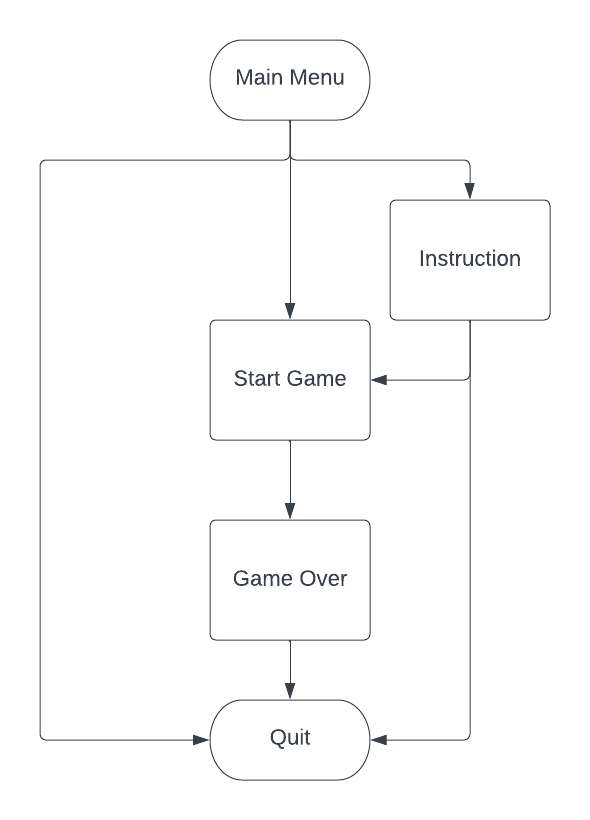 Main Menu
Instruction
Start Game
Game Over
Quit